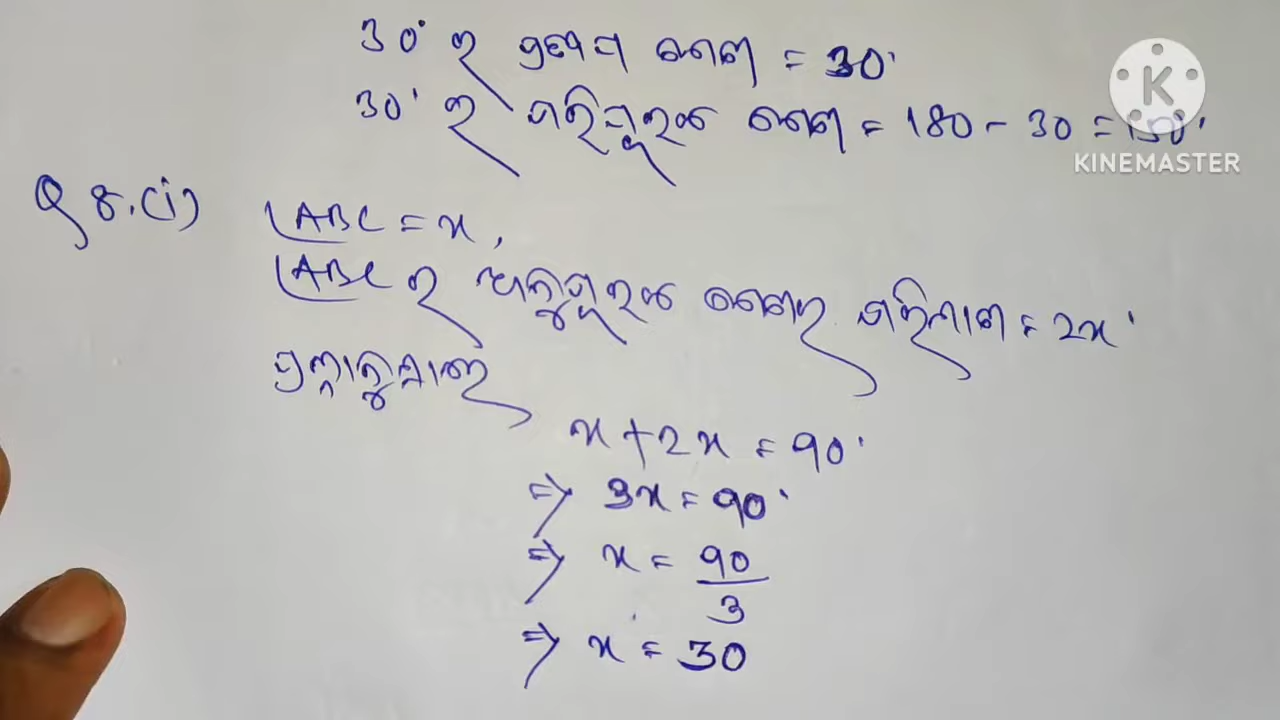 30° ର ପ୍ରତୀପ କୋଣ = 30°
30° ର ପରିପୂରକ କୋଣ = 180 - 30 = 150°
KINEMASTER
Q 8.(i) ∠ABC = x,
∠ABC ର ଅନୁପୂରକ କୋଣର ପରିମାଣ = 2x°
ପ୍ରଶ୍ନାନୁସାରେ
x + 2x = 90°
⇒ 3x = 90°
⇒ x = 90/3
⇒ x = 30